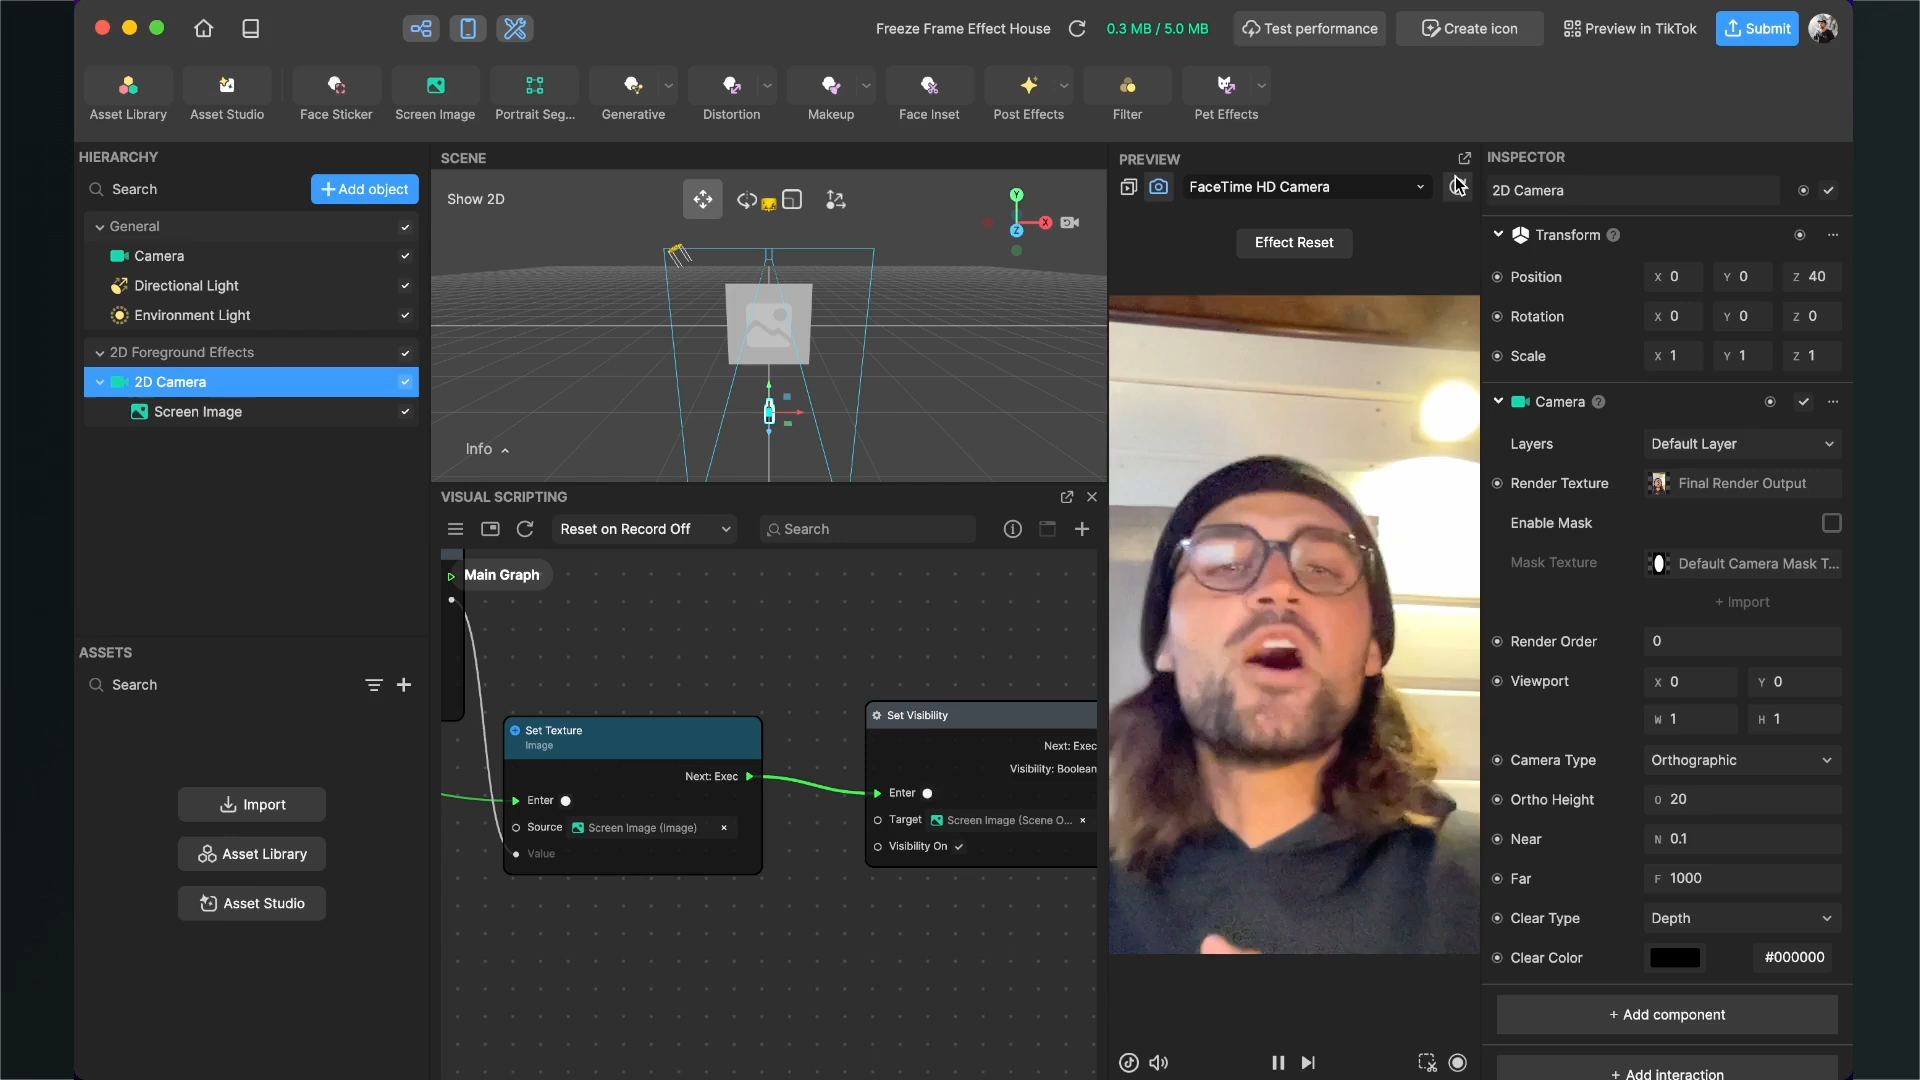 Freeze Frame Effect House
0.3 MB / 5.0 MB
Test performance
Create icon
Preview in TikTok
Submit
Asset Library
Asset Studio
Face Sticker
Screen Image
Portrait Seg...
Generative
Distortion
Makeup
Face Inset
Post Effects
Filter
Pet Effects
HIERARCHY
Search
+ Add object
General
Camera
Directional Light
Environment Light
2D Foreground Effects
2D Camera
Screen Image
ASSETS
Search
Import
Asset Library
Asset Studio
SCENE
Show 2D
Y
X
Z
Info
VISUAL SCRIPTING
Reset on Record Off
Search
Main Graph
Set Texture
Image
Next: Exec
Enter
Source Screen Image (Image) ×
Value
Set Visibility
Next: Exec
Visibility: Boolean
Enter
Target Screen Image (Scene O... ×
Visibility On
PREVIEW
FaceTime HD Camera
Effect Reset
INSPECTOR
2D Camera
Transform
Position X 0 Y 0 Z 40
Rotation X 0 Y 0 Z 0
Scale X 1 Y 1 Z 1
Camera
Layers Default Layer
Render Texture Final Render Output
Enable Mask
Mask Texture Default Camera Mask T...
+ Import
Render Order 0
Viewport X 0 Y 0
W 1 H 1
Camera Type Orthographic
Ortho Height O 20
Near N 0.1
Far F 1000
Clear Type Depth
Clear Color #000000
+ Add component
+ Add interaction